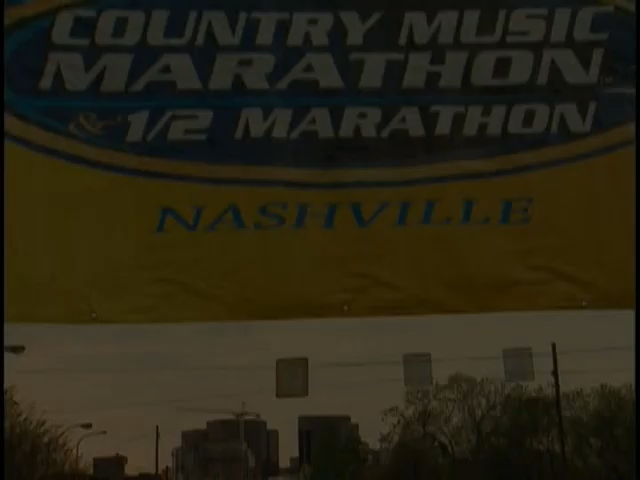 COUNTRY MUSIC
MARATHON
& 1/2 MARATHON
NASHVILLE